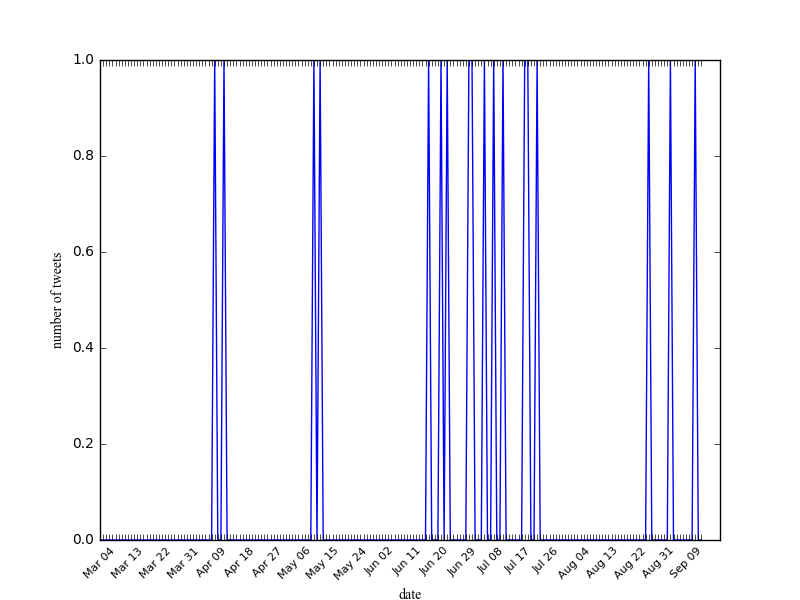 1.0
0.8
0.6
0.4
0.2
0.0
number of tweets
Mar 04
Mar 13
Mar 22
Mar 31
Apr 09
Apr 18
Apr 27
May 06
May 15
May 24
Jun 02
Jun 11
Jun 20
Jun 29
Jul 08
Jul 17
Jul 26
Aug 04
Aug 13
Aug 22
Aug 31
Sep 09
date